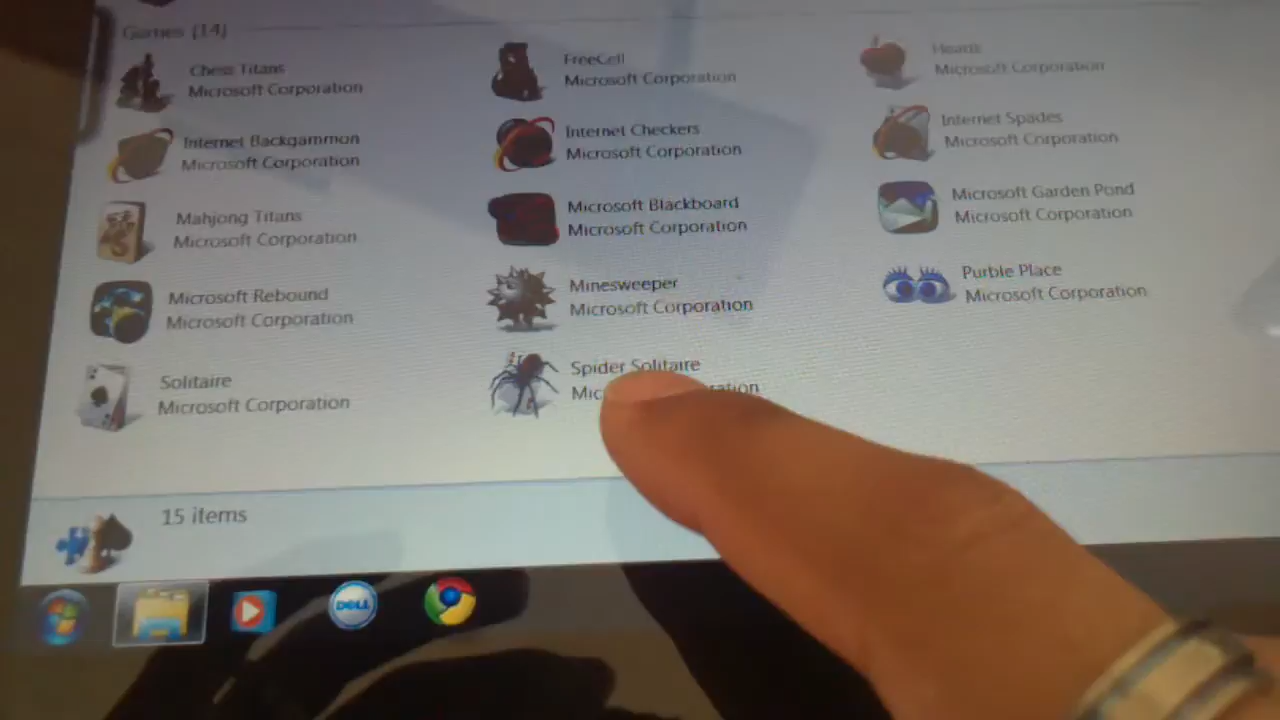 Games (14)
Chess Titans
Microsoft Corporation
FreeCell
Microsoft Corporation
Hearts
Microsoft Corporation
Internet Backgammon
Microsoft Corporation
Internet Checkers
Microsoft Corporation
Internet Spades
Microsoft Corporation
Mahjong Titans
Microsoft Corporation
Microsoft Blackboard
Microsoft Corporation
Microsoft Garden Pond
Microsoft Corporation
Microsoft Rebound
Microsoft Corporation
Minesweeper
Microsoft Corporation
Purble Place
Microsoft Corporation
Solitaire
Microsoft Corporation
Spider Solitaire
15 items
DELL